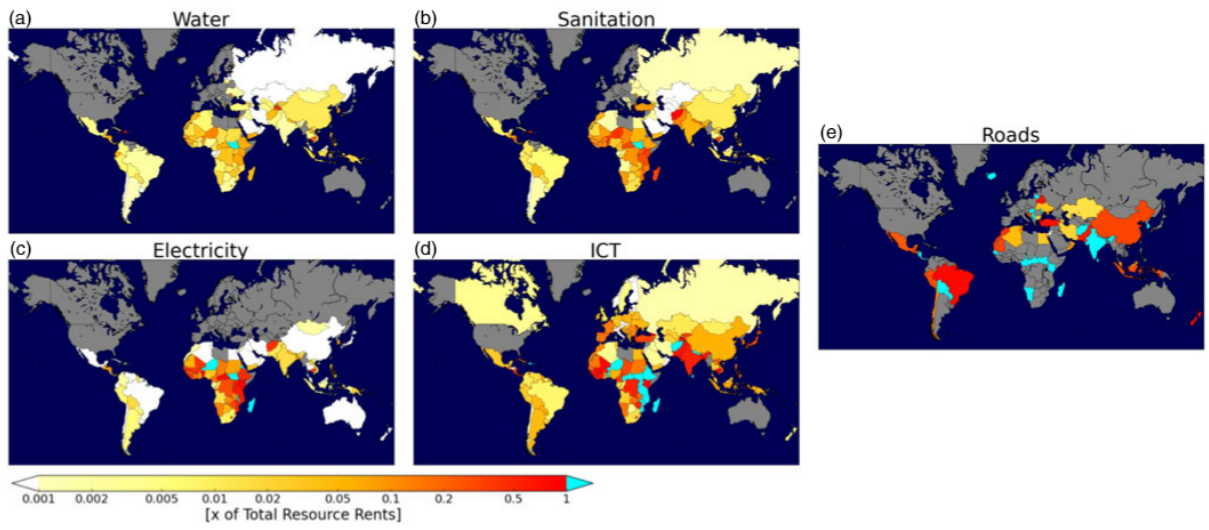 (a) Water
(b) Sanitation
(e) Roads
(c) Electricity
(d) ICT
0.001 0.002 0.005 0.01 0.02 0.05 0.1 0.2 0.5 1
[x of Total Resource Rents]